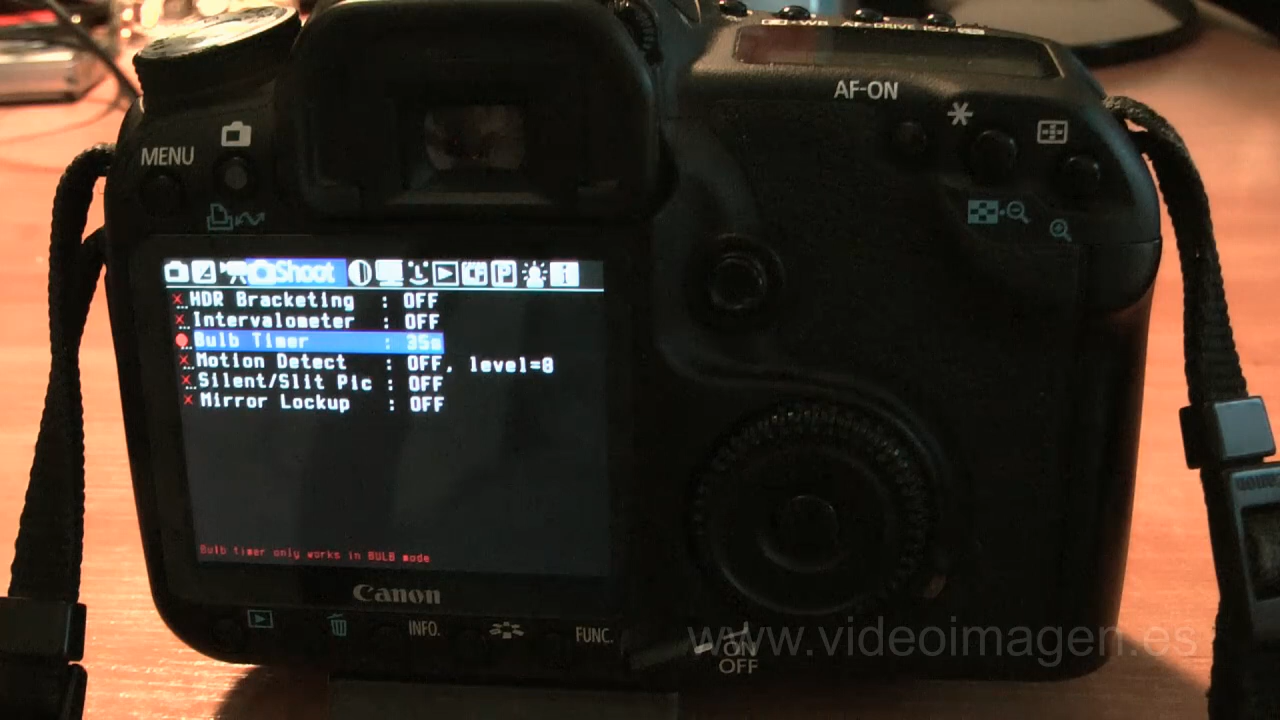 AF-ON
MENU
Shoot
HDR Bracketing : OFF
Intervalometer : OFF
Bulb Timer : 35s
Motion Detect : OFF, level=8
Silent/Slit Pic : OFF
Mirror Lockup : OFF
Bulb timer only works in BULB mode
Canon
INFO.
FUNC.
www.videoimagen.es
ON
OFF